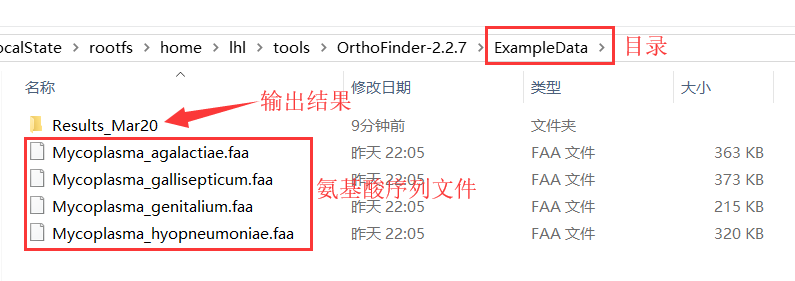 ocalState › rootfs › home › lhl › tools › OrthoFinder-2.2.7 › ExampleData › 目录
名称 修改日期 类型 大小
输出结果
Results_Mar20 9分钟前 文件夹
Mycoplasma_agalactiae.faa 昨天 22:05 FAA 文件 363 KB
Mycoplasma_gallisepticum.faa 昨天 22:05 FAA 文件 373 KB
氨基酸序列文件
Mycoplasma_genitalium.faa 昨天 22:05 FAA 文件 215 KB
Mycoplasma_hyopneumoniae.faa 昨天 22:05 FAA 文件 320 KB